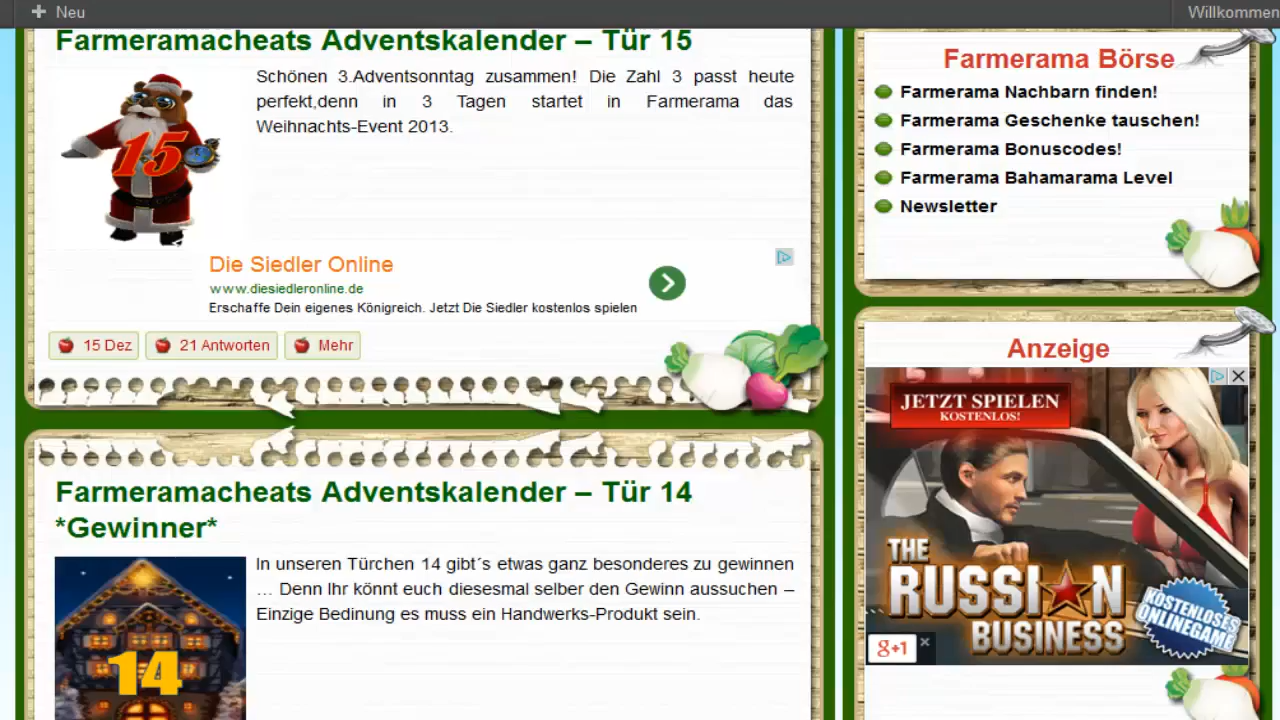 Neu
Willkommen
Farmeramacheats Adventskalender – Tür 15
Schönen 3.Adventsonntag zusammen! Die Zahl 3 passt heute
perfekt,denn in 3 Tagen startet in Farmerama das
Weihnachts-Event 2013.
15
Die Siedler Online
www.diesiedleronline.de
Erschaffe Dein eigenes Königreich. Jetzt Die Siedler kostenlos spielen
15 Dez
21 Antworten
Mehr
Farmeramacheats Adventskalender – Tür 14
*Gewinner*
In unseren Türchen 14 gibt´s etwas ganz besonderes zu gewinnen
… Denn Ihr könnt euch diesesmal selber den Gewinn aussuchen –
Einzige Bedinung es muss ein Handwerks-Produkt sein.
14
Farmerama Börse
Farmerama Nachbarn finden!
Farmerama Geschenke tauschen!
Farmerama Bonuscodes!
Farmerama Bahamarama Level
Newsletter
Anzeige
JETZT SPIELEN
KOSTENLOS!
THE
RUSSIAN
BUSINESS
KOSTENLOSES
ONLINEGAME
g+1